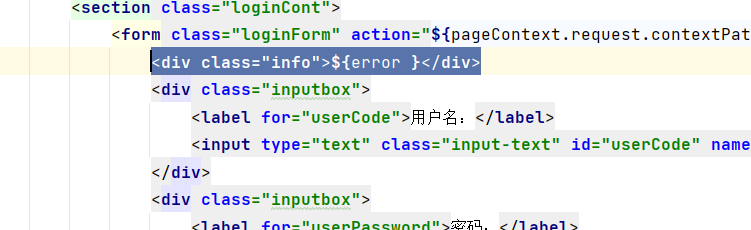 <section class="loginCont">
<form class="loginForm" action="${pageContext.request.contextPat
<div class="info">${error }</div>
<div class="inputbox">
<label for="userCode">用户名：</label>
<input type="text" class="input-text" id="userCode" name
</div>
<div class="inputbox">
<label for="userPassword">密码：</label>